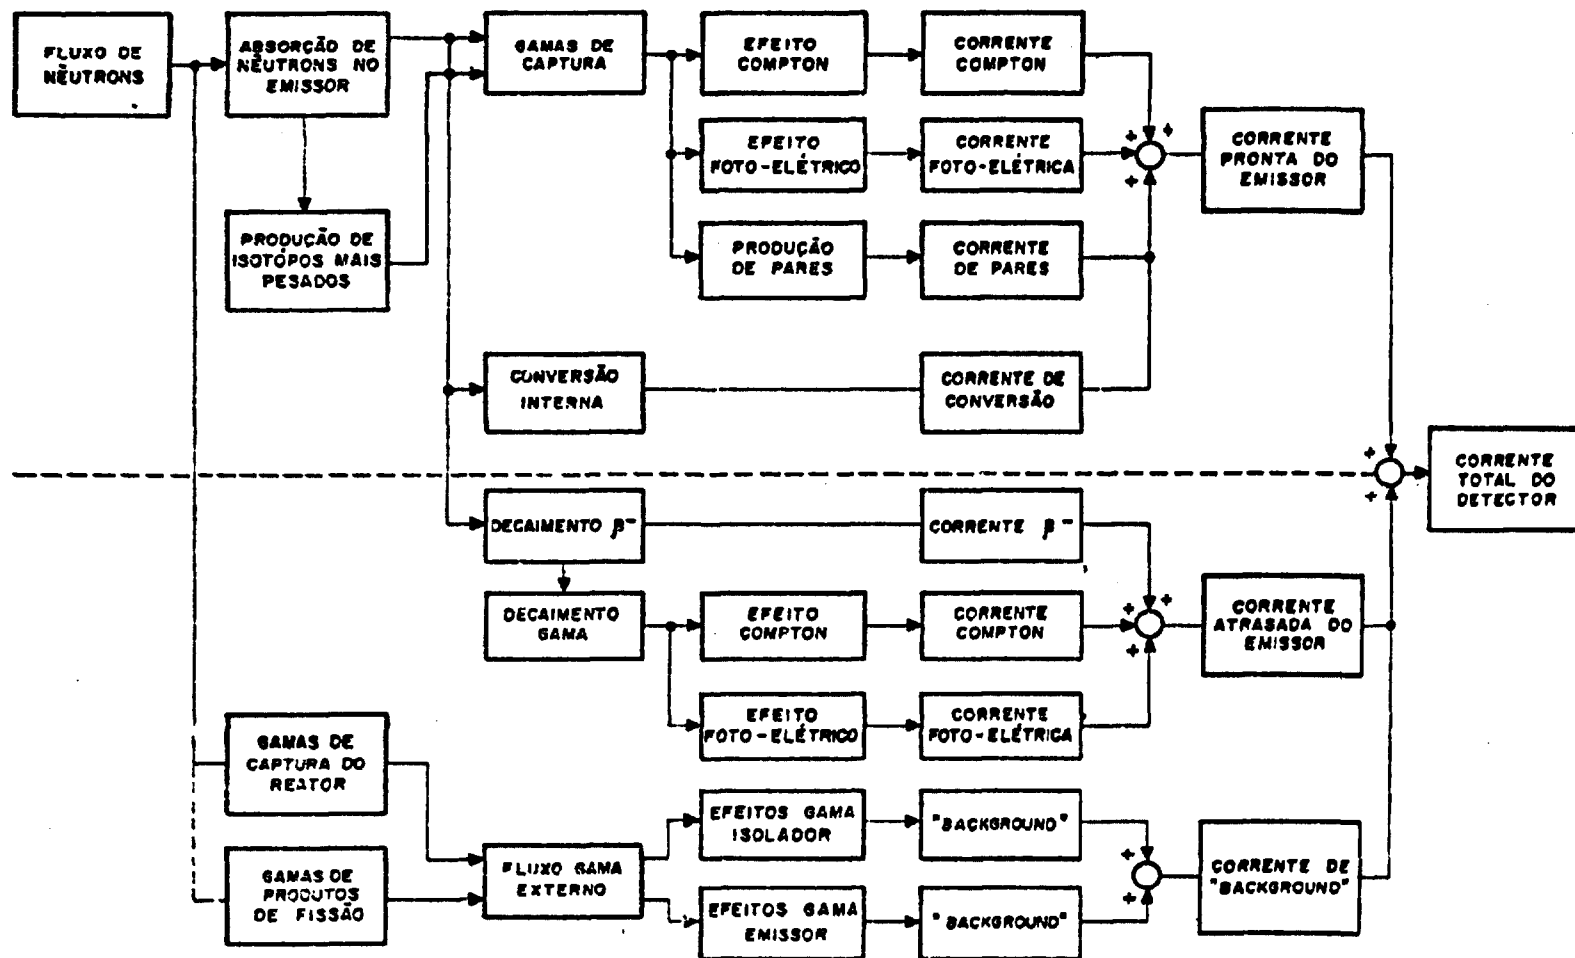 FLUXO DE
NÊUTRONS
ABSORÇÃO DE
NÊUTRONS NO
EMISSOR
GAMAS DE
CAPTURA
EFEITO
COMPTON
CORRENTE
COMPTON
EFEITO
FOTO-ELÉTRICO
CORRENTE
FOTO-ELÉTRICA
+
+
+
CORRENTE
PRONTA DO
EMISSOR
PRODUÇÃO DE
ISOTÓPOS MAIS
PESADOS
PRODUÇÃO
DE PARES
CORRENTE
DE PARES
CONVERSÃO
INTERNA
CORRENTE DE
CONVERSÃO
+
+
CORRENTE
TOTAL DO
DETECTOR
DECAIMENTO β-
CORRENTE β-
DECAIMENTO
GAMA
EFEITO
COMPTON
CORRENTE
COMPTON
+
+
+
CORRENTE
ATRASADA DO
EMISSOR
EFEITO
FOTO-ELÉTRICO
CORRENTE
FOTO-ELÉTRICA
GAMAS DE
CAPTURA DO
REATOR
GAMAS DE
PRODUTOS
DE FISSÃO
FLUXO GAMA
EXTERNO
EFEITOS GAMA
ISOLADOR
"BACKGROUND"
EFEITOS GAMA
EMISSOR
"BACKGROUND"
+
+
CORRENTE DE
"BACKGROUND"